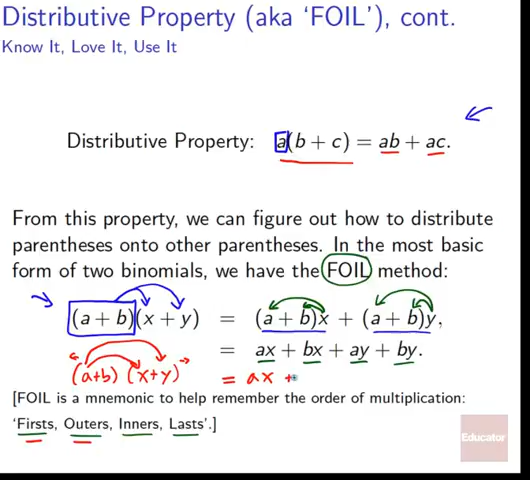 Distributive Property (aka ‘FOIL’), cont.
Know It, Love It, Use It
Distributive Property: a(b + c) = ab + ac.
From this property, we can figure out how to distribute
parentheses onto other parentheses. In the most basic
form of two binomials, we have the FOIL method:
(a + b)(x + y) = (a + b)x + (a + b)y,
= ax + bx + ay + by.
(a+b) (x+y) = ax +
[FOIL is a mnemonic to help remember the order of multiplication:
‘Firsts, Outers, Inners, Lasts’.]
Educator